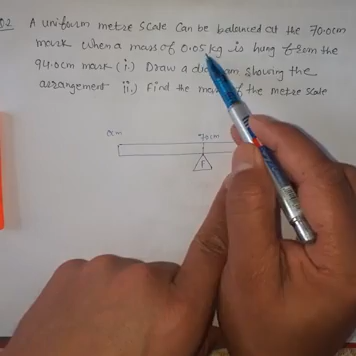 Q2 A uniform metre scale can be balanced at the 70.0cm
mark when a mass of 0.05kg is hung from the
94.0cm mark (i.) Draw a diagram showing the
arrangement ii.) Find the mass of the metre scale
0cm 70cm
F